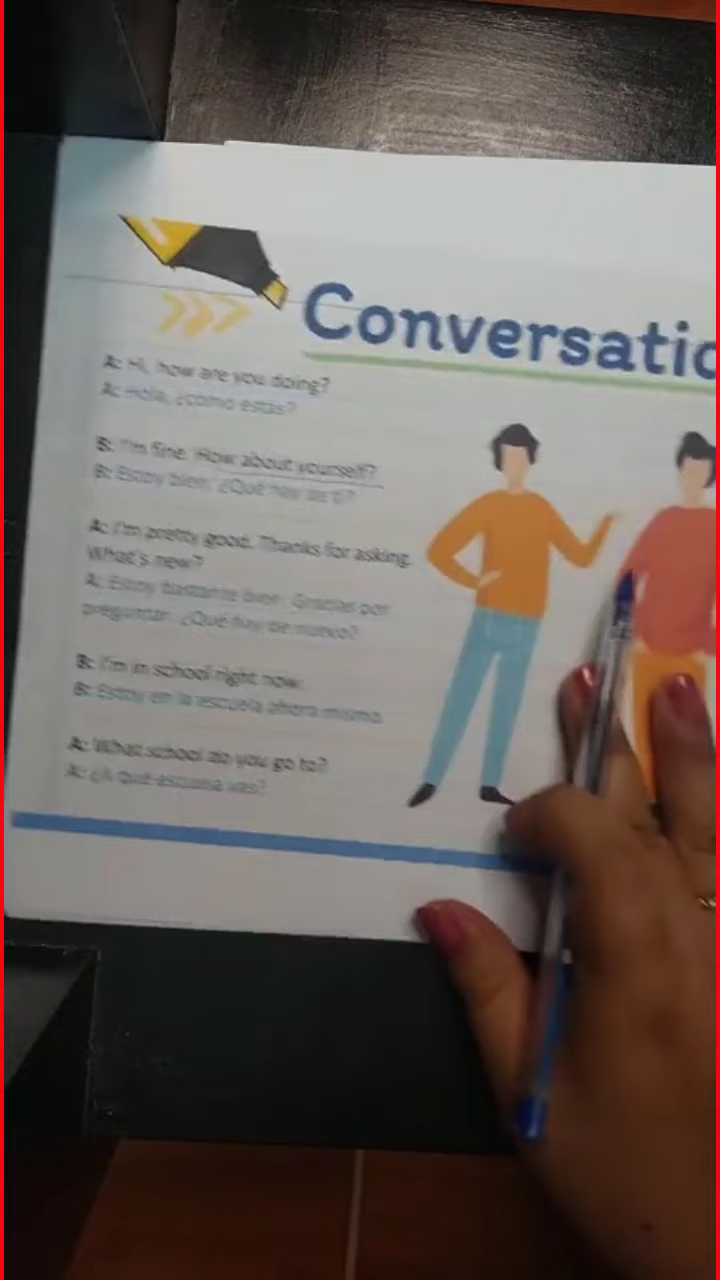 Conversatio
A: Hi, how are you doing?
A: Hola, ¿cómo estás?
B: I'm fine. How about yourself?
B: Estoy bien. ¿Qué hay de ti?
A: I'm pretty good. Thanks for asking.
What's new?
A: Estoy bastante bien. Gracias por
preguntar. ¿Qué hay de nuevo?
B: I'm in school right now.
B: Estoy en la escuela ahora mismo.
A: What school do you go to?
A: ¿A qué escuela vas?